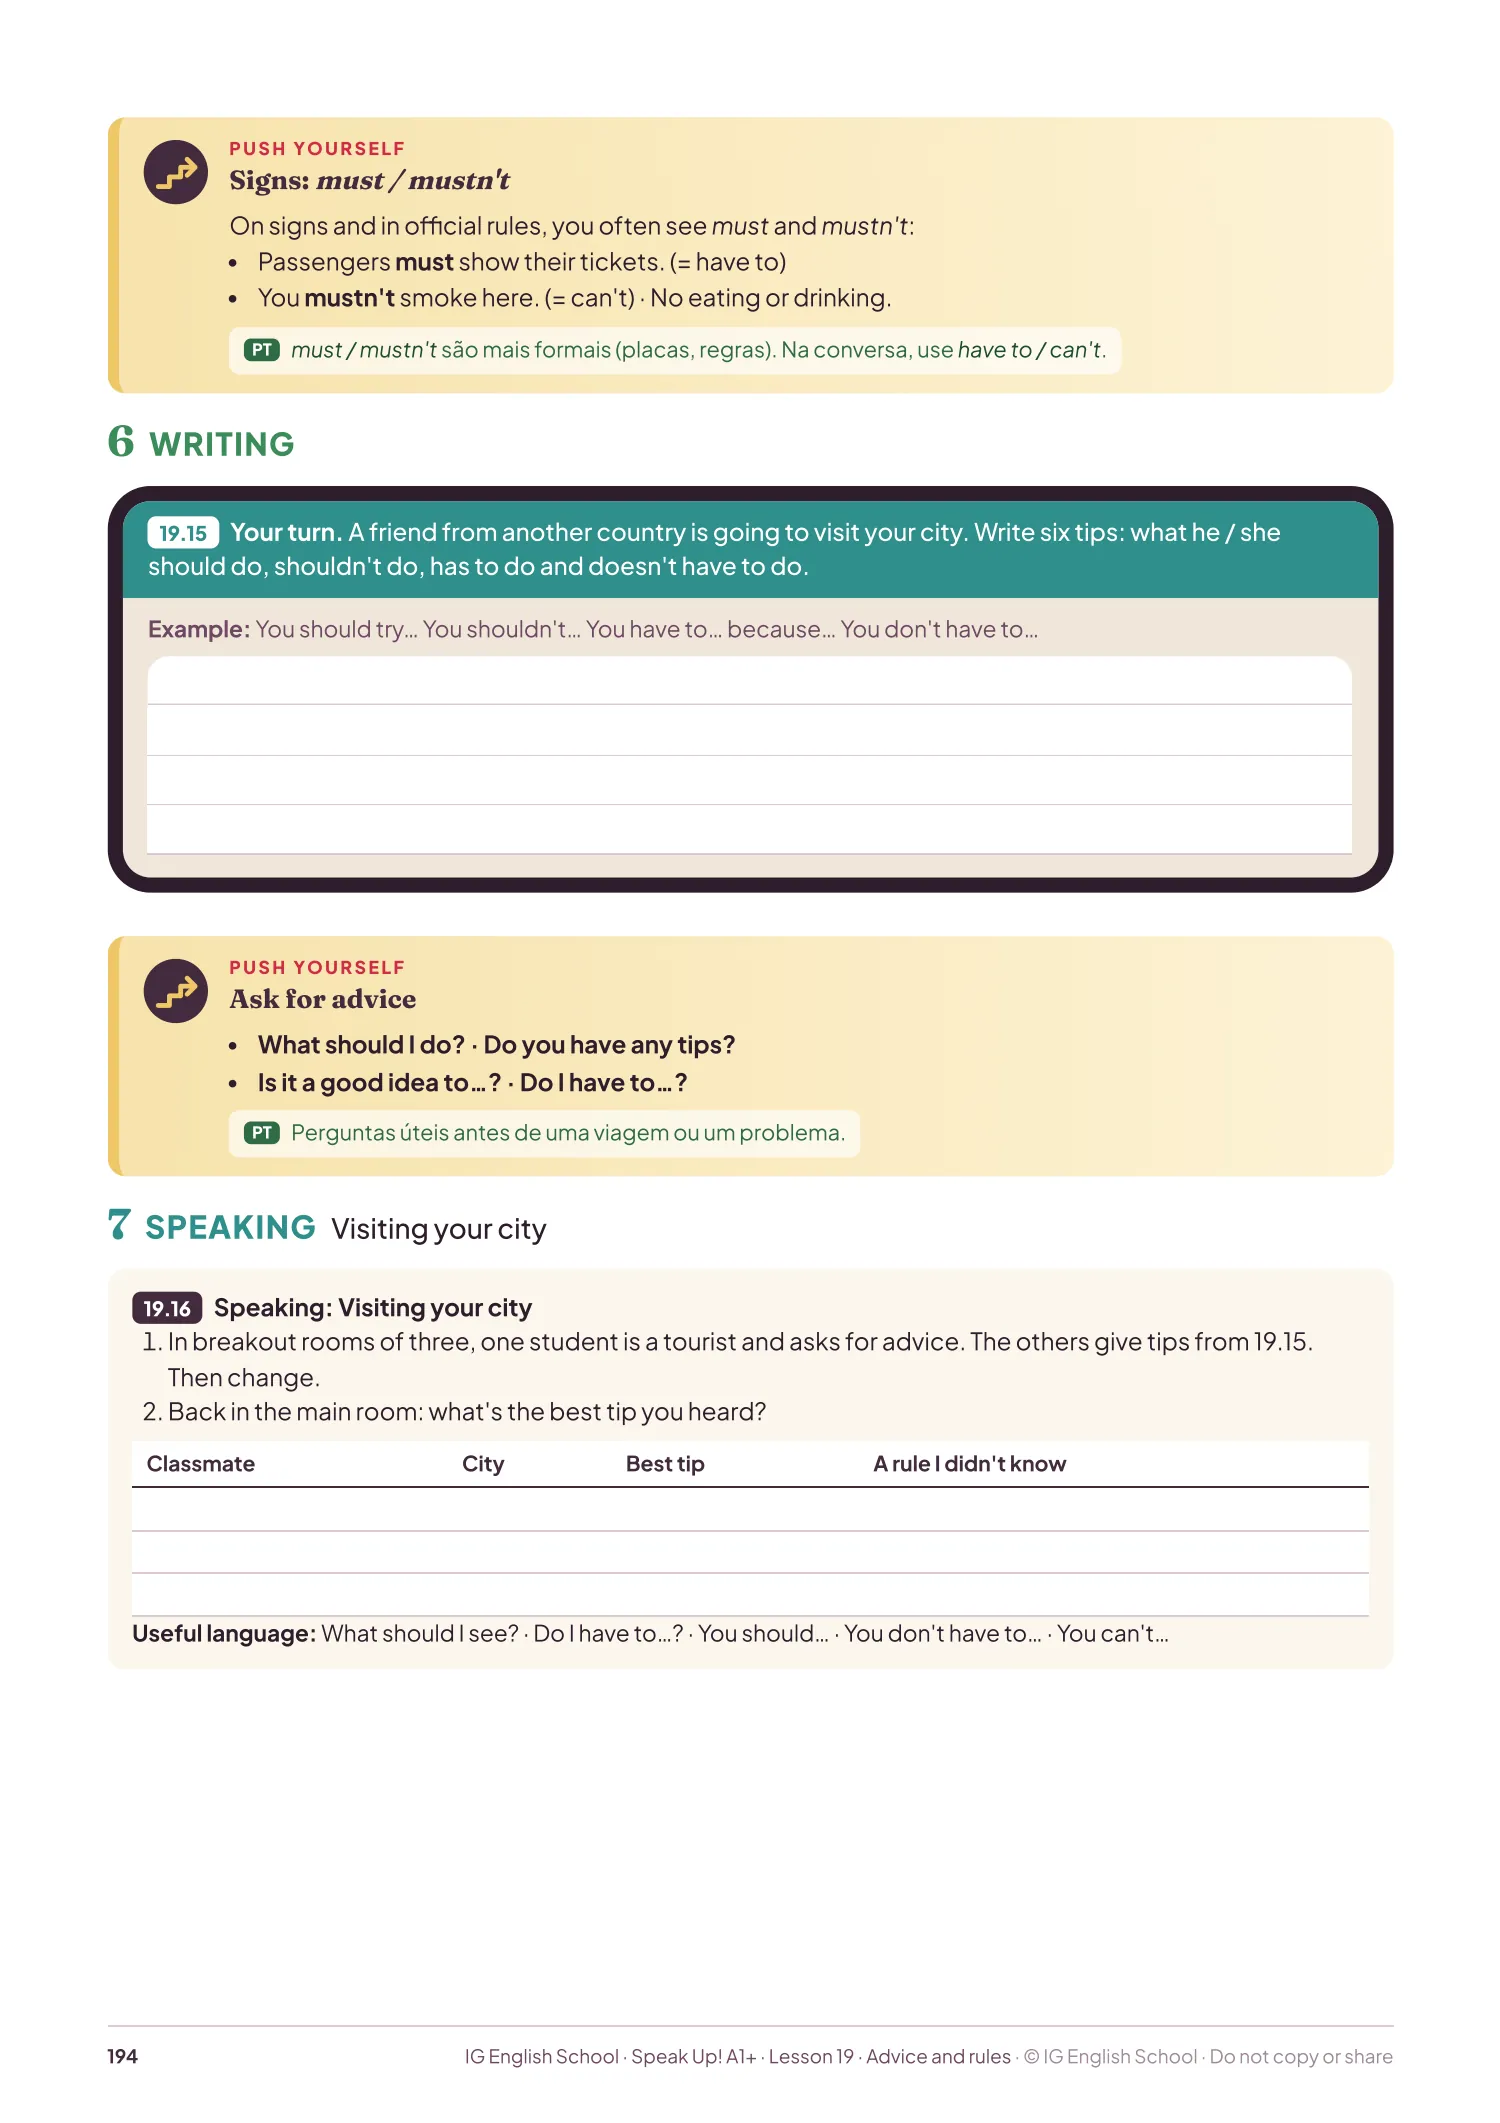 PUSH YOURSELF
Signs: must / mustn't
On signs and in official rules, you often see must and mustn't:
• Passengers must show their tickets. (= have to)
• You mustn't smoke here. (= can't) · No eating or drinking.
PT must / mustn't são mais formais (placas, regras). Na conversa, use have to / can't.
6 WRITING
19.15 Your turn. A friend from another country is going to visit your city. Write six tips: what he / she
should do, shouldn't do, has to do and doesn't have to do.
Example: You should try… You shouldn't… You have to… because… You don't have to…
PUSH YOURSELF
Ask for advice
• What should I do? · Do you have any tips?
• Is it a good idea to…? · Do I have to…?
PT Perguntas úteis antes de uma viagem ou um problema.
7 SPEAKING Visiting your city
19.16 Speaking: Visiting your city
1. In breakout rooms of three, one student is a tourist and asks for advice. The others give tips from 19.15.
Then change.
2. Back in the main room: what's the best tip you heard?
Classmate City Best tip A rule I didn't know
Useful language: What should I see? · Do I have to…? · You should… · You don't have to… · You can't…
194 IG English School · Speak Up! A1+ · Lesson 19 · Advice and rules · © IG English School · Do not copy or share